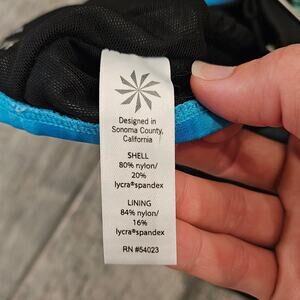 Designed in
Sonoma County,
California
SHELL
80% nylon/
20%
lycra®spandex
LINING
84% nylon/
16%
lycra®spandex
RN #54023